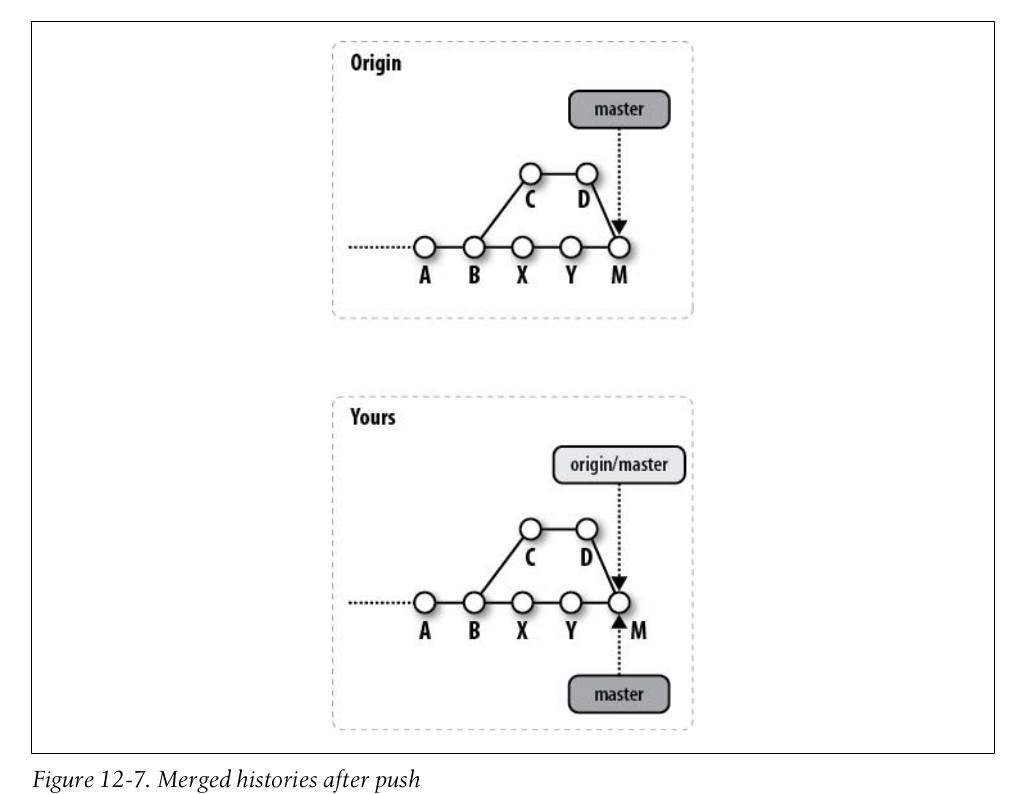 Origin
master
C D
A B X Y M
Yours
origin/master
C D
A B X Y M
master
Figure 12-7. Merged histories after push